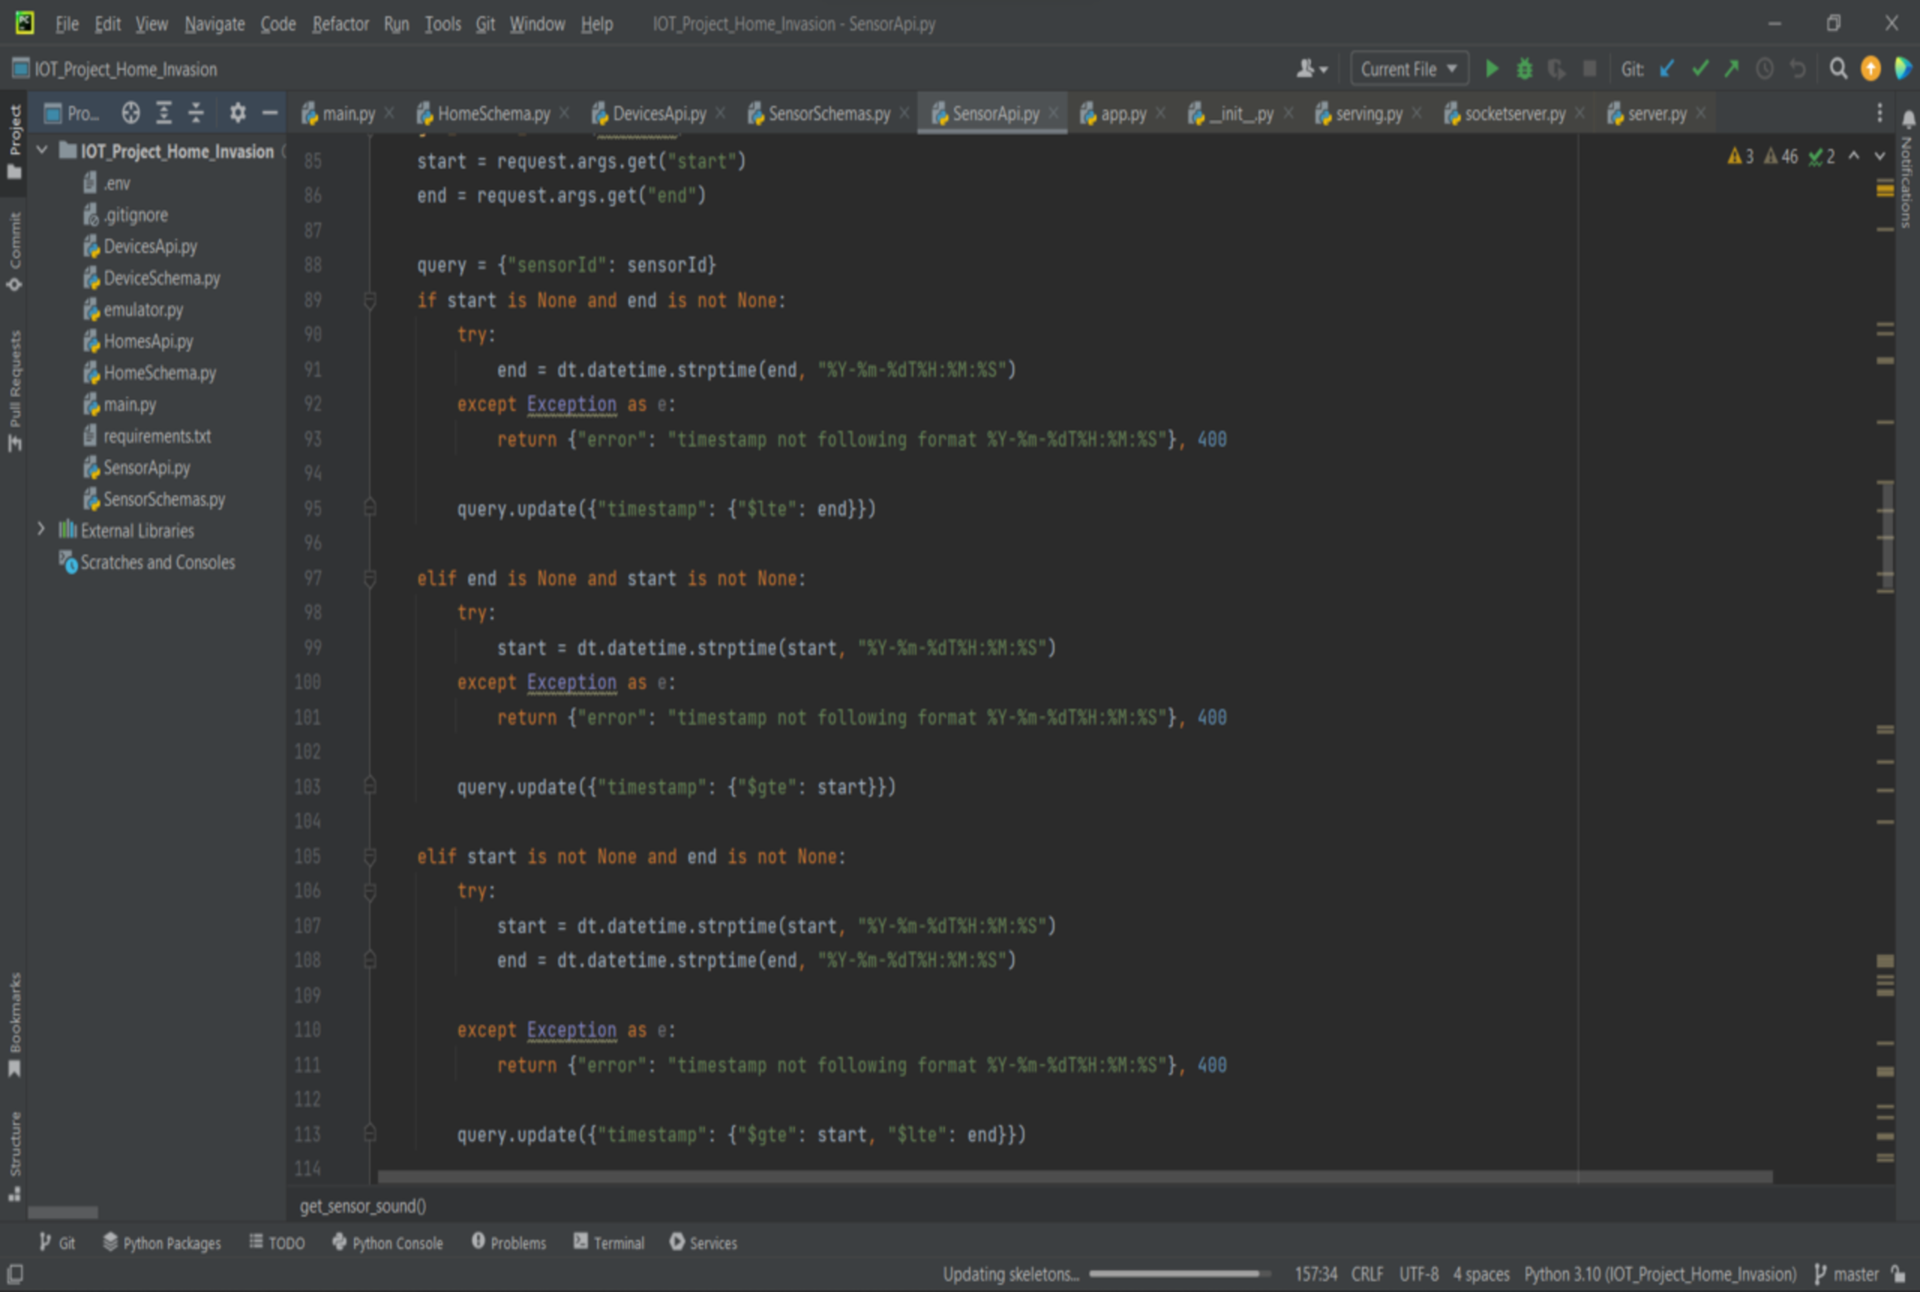 File Edit View Navigate Code Refactor Run Tools Git Window Help IOT_Project_Home_Invasion - SensorApi.py
IOT_Project_Home_Invasion Current File Git:
Pro... main.py HomeSchema.py DevicesApi.py SensorSchemas.py SensorApi.py app.py __init__.py serving.py socketserver.py server.py
Project
Commit
Pull Requests
Bookmarks
Structure
IOT_Project_Home_Invasion
.env
.gitignore
DevicesApi.py
DeviceSchema.py
emulator.py
HomesApi.py
HomeSchema.py
main.py
requirements.txt
SensorApi.py
SensorSchemas.py
External Libraries
Scratches and Consoles
3 46 2
Notifications
85 start = request.args.get("start")
86 end = request.args.get("end")
87
88 query = {"sensorId": sensorId}
89 if start is None and end is not None:
90 try:
91 end = dt.datetime.strptime(end, "%Y-%m-%dT%H:%M:%S")
92 except Exception as e:
93 return {"error": "timestamp not following format %Y-%m-%dT%H:%M:%S"}, 400
94
95 query.update({"timestamp": {"$lte": end}})
96
97 elif end is None and start is not None:
98 try:
99 start = dt.datetime.strptime(start, "%Y-%m-%dT%H:%M:%S")
100 except Exception as e:
101 return {"error": "timestamp not following format %Y-%m-%dT%H:%M:%S"}, 400
102
103 query.update({"timestamp": {"$gte": start}})
104
105 elif start is not None and end is not None:
106 try:
107 start = dt.datetime.strptime(start, "%Y-%m-%dT%H:%M:%S")
108 end = dt.datetime.strptime(end, "%Y-%m-%dT%H:%M:%S")
109
110 except Exception as e:
111 return {"error": "timestamp not following format %Y-%m-%dT%H:%M:%S"}, 400
112
113 query.update({"timestamp": {"$gte": start, "$lte": end}})
114
get_sensor_sound()
Git Python Packages TODO Python Console Problems Terminal Services
Updating skeletons... 157:34 CRLF UTF-8 4 spaces Python 3.10 (IOT_Project_Home_Invasion) master